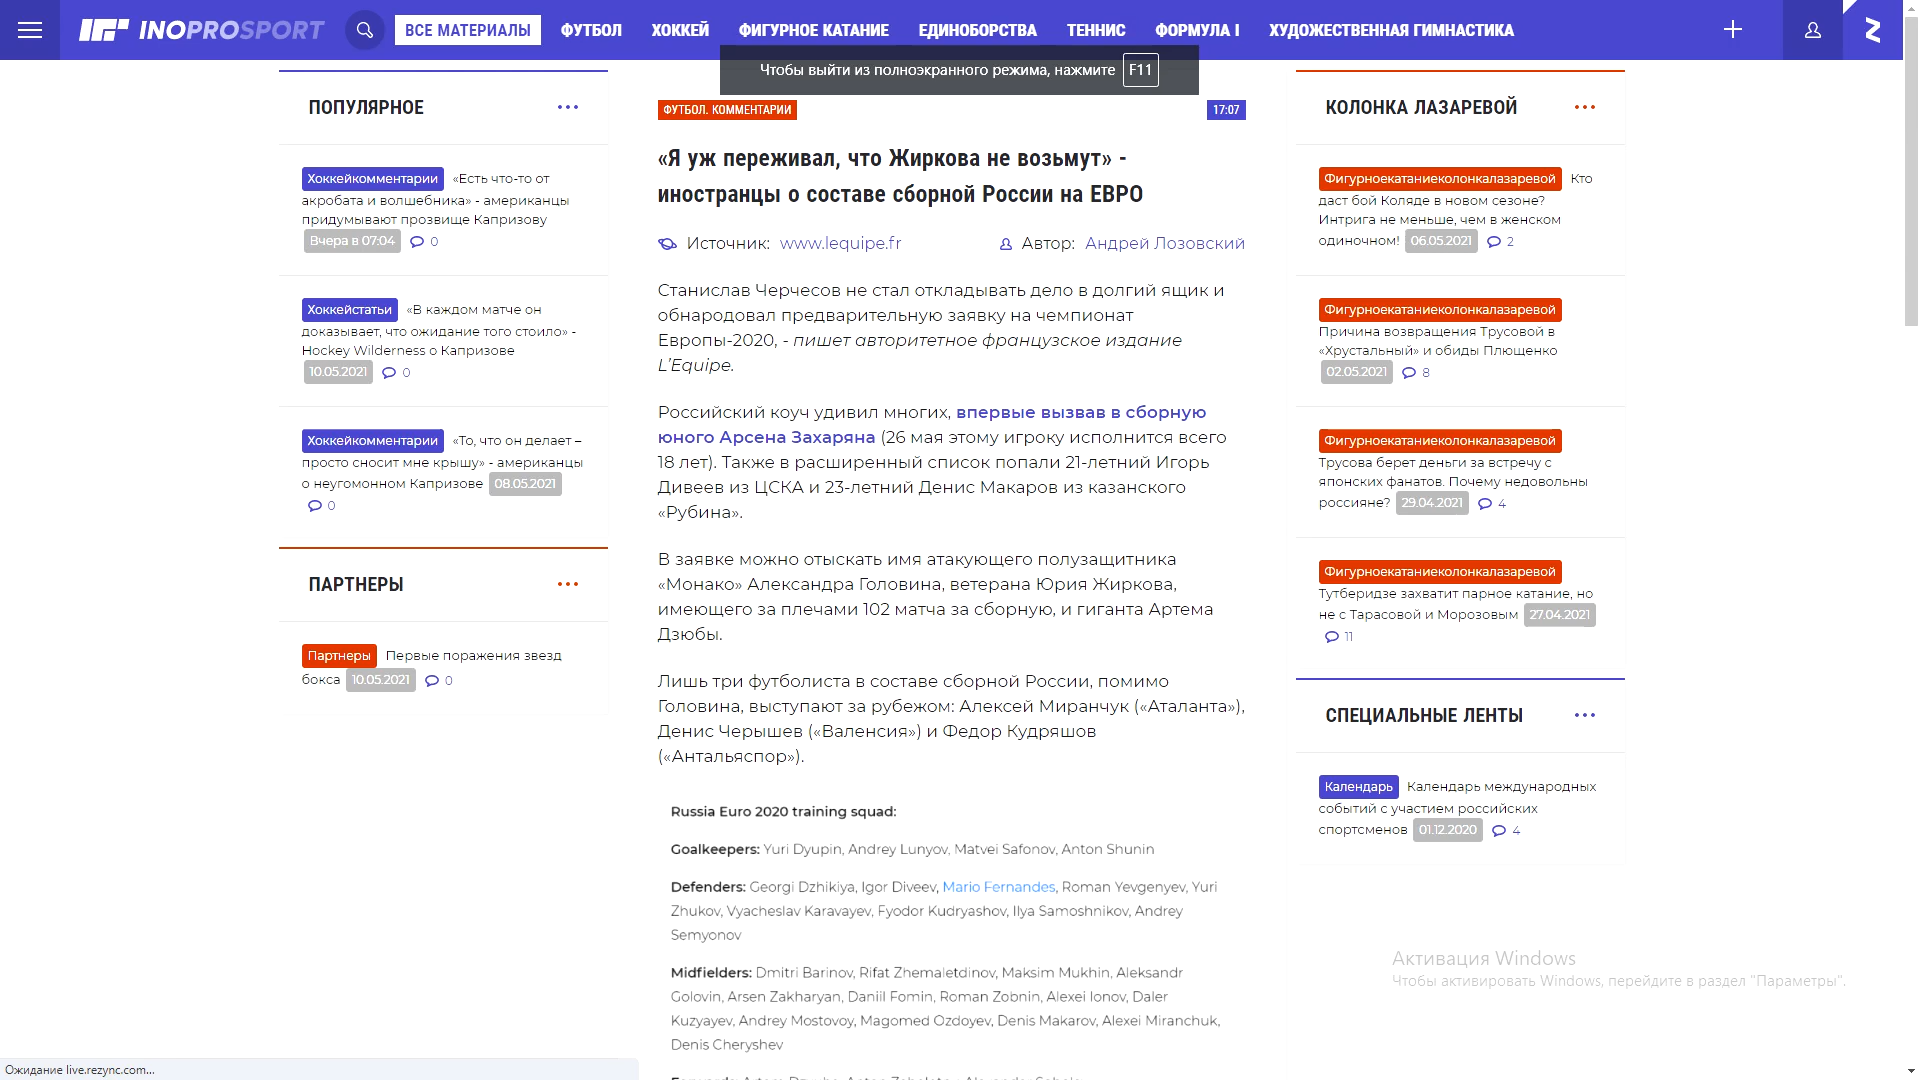 INOPROSPORT
ВСЕ МАТЕРИАЛЫ
ФУТБОЛ
ХОККЕЙ
ФИГУРНОЕ КАТАНИЕ
ЕДИНОБОРСТВА
ТЕННИС
ФОРМУЛА I
ХУДОЖЕСТВЕННАЯ ГИМНАСТИКА
Чтобы выйти из полноэкранного режима, нажмите F11
ПОПУЛЯРНОЕ
Хоккейкомментарии «Есть что-то от
акробата и волшебника» - американцы
придумывают прозвище Капризову
Вчера в 07:04 0
Хоккейстатьи «В каждом матче он
доказывает, что ожидание того стоило» -
Hockey Wilderness о Капризове
10.05.2021 0
Хоккейкомментарии «То, что он делает –
просто сносит мне крышу» - американцы
о неугомонном Капризове 08.05.2021
0
ПАРТНЕРЫ
Партнеры Первые поражения звезд
бокса 10.05.2021 0
ФУТБОЛ. КОММЕНТАРИИ
17:07
«Я уж переживал, что Жиркова не возьмут» -
иностранцы о составе сборной России на ЕВРО
Источник: www.lequipe.fr
Автор: Андрей Лозовский
Станислав Черчесов не стал откладывать дело в долгий ящик и
обнародовал предварительную заявку на чемпионат
Европы-2020, - пишет авторитетное французское издание
L’Equipe.
Российский коуч удивил многих, впервые вызвав в сборную
юного Арсена Захаряна (26 мая этому игроку исполнится всего
18 лет). Также в расширенный список попали 21-летний Игорь
Дивеев из ЦСКА и 23-летний Денис Макаров из казанского
«Рубина».
В заявке можно отыскать имя атакующего полузащитника
«Монако» Александра Головина, ветерана Юрия Жиркова,
имеющего за плечами 102 матча за сборную, и гиганта Артема
Дзюбы.
Лишь три футболиста в составе сборной России, помимо
Головина, выступают за рубежом: Алексей Миранчук («Аталанта»),
Денис Черышев («Валенсия») и Федор Кудряшов
(«Антальяспор»).
Russia Euro 2020 training squad:
Goalkeepers: Yuri Dyupin, Andrey Lunyov, Matvei Safonov, Anton Shunin
Defenders: Georgi Dzhikiya, Igor Diveev, Mario Fernandes, Roman Yevgenyev, Yuri
Zhukov, Vyacheslav Karavayev, Fyodor Kudryashov, Ilya Samoshnikov, Andrey
Semyonov
Midfielders: Dmitri Barinov, Rifat Zhemaletdinov, Maksim Mukhin, Aleksandr
Golovin, Arsen Zakharyan, Daniil Fomin, Roman Zobnin, Alexei Ionov, Daler
Kuzyayev, Andrey Mostovoy, Magomed Ozdoyev, Denis Makarov, Alexei Miranchuk,
Denis Cheryshev
КОЛОНКА ЛАЗАРЕВОЙ
Фигурноекатаниеколонкалазаревой Кто
даст бой Коляде в новом сезоне?
Интрига не меньше, чем в женском
одиночном! 06.05.2021 2
Фигурноекатаниеколонкалазаревой
Причина возвращения Трусовой в
«Хрустальный» и обиды Плющенко
02.05.2021 8
Фигурноекатаниеколонкалазаревой
Трусова берет деньги за встречу с
японских фанатов. Почему недовольны
россияне? 29.04.2021 4
Фигурноекатаниеколонкалазаревой
Тутберидзе захватит парное катание, но
не с Тарасовой и Морозовым 27.04.2021
11
СПЕЦИАЛЬНЫЕ ЛЕНТЫ
Календарь Календарь международных
событий с участием российских
спортсменов 01.12.2020 4
Активация Windows
Чтобы активировать Windows, перейдите в раздел "Параметры".
Ожидание live.rezync.com...